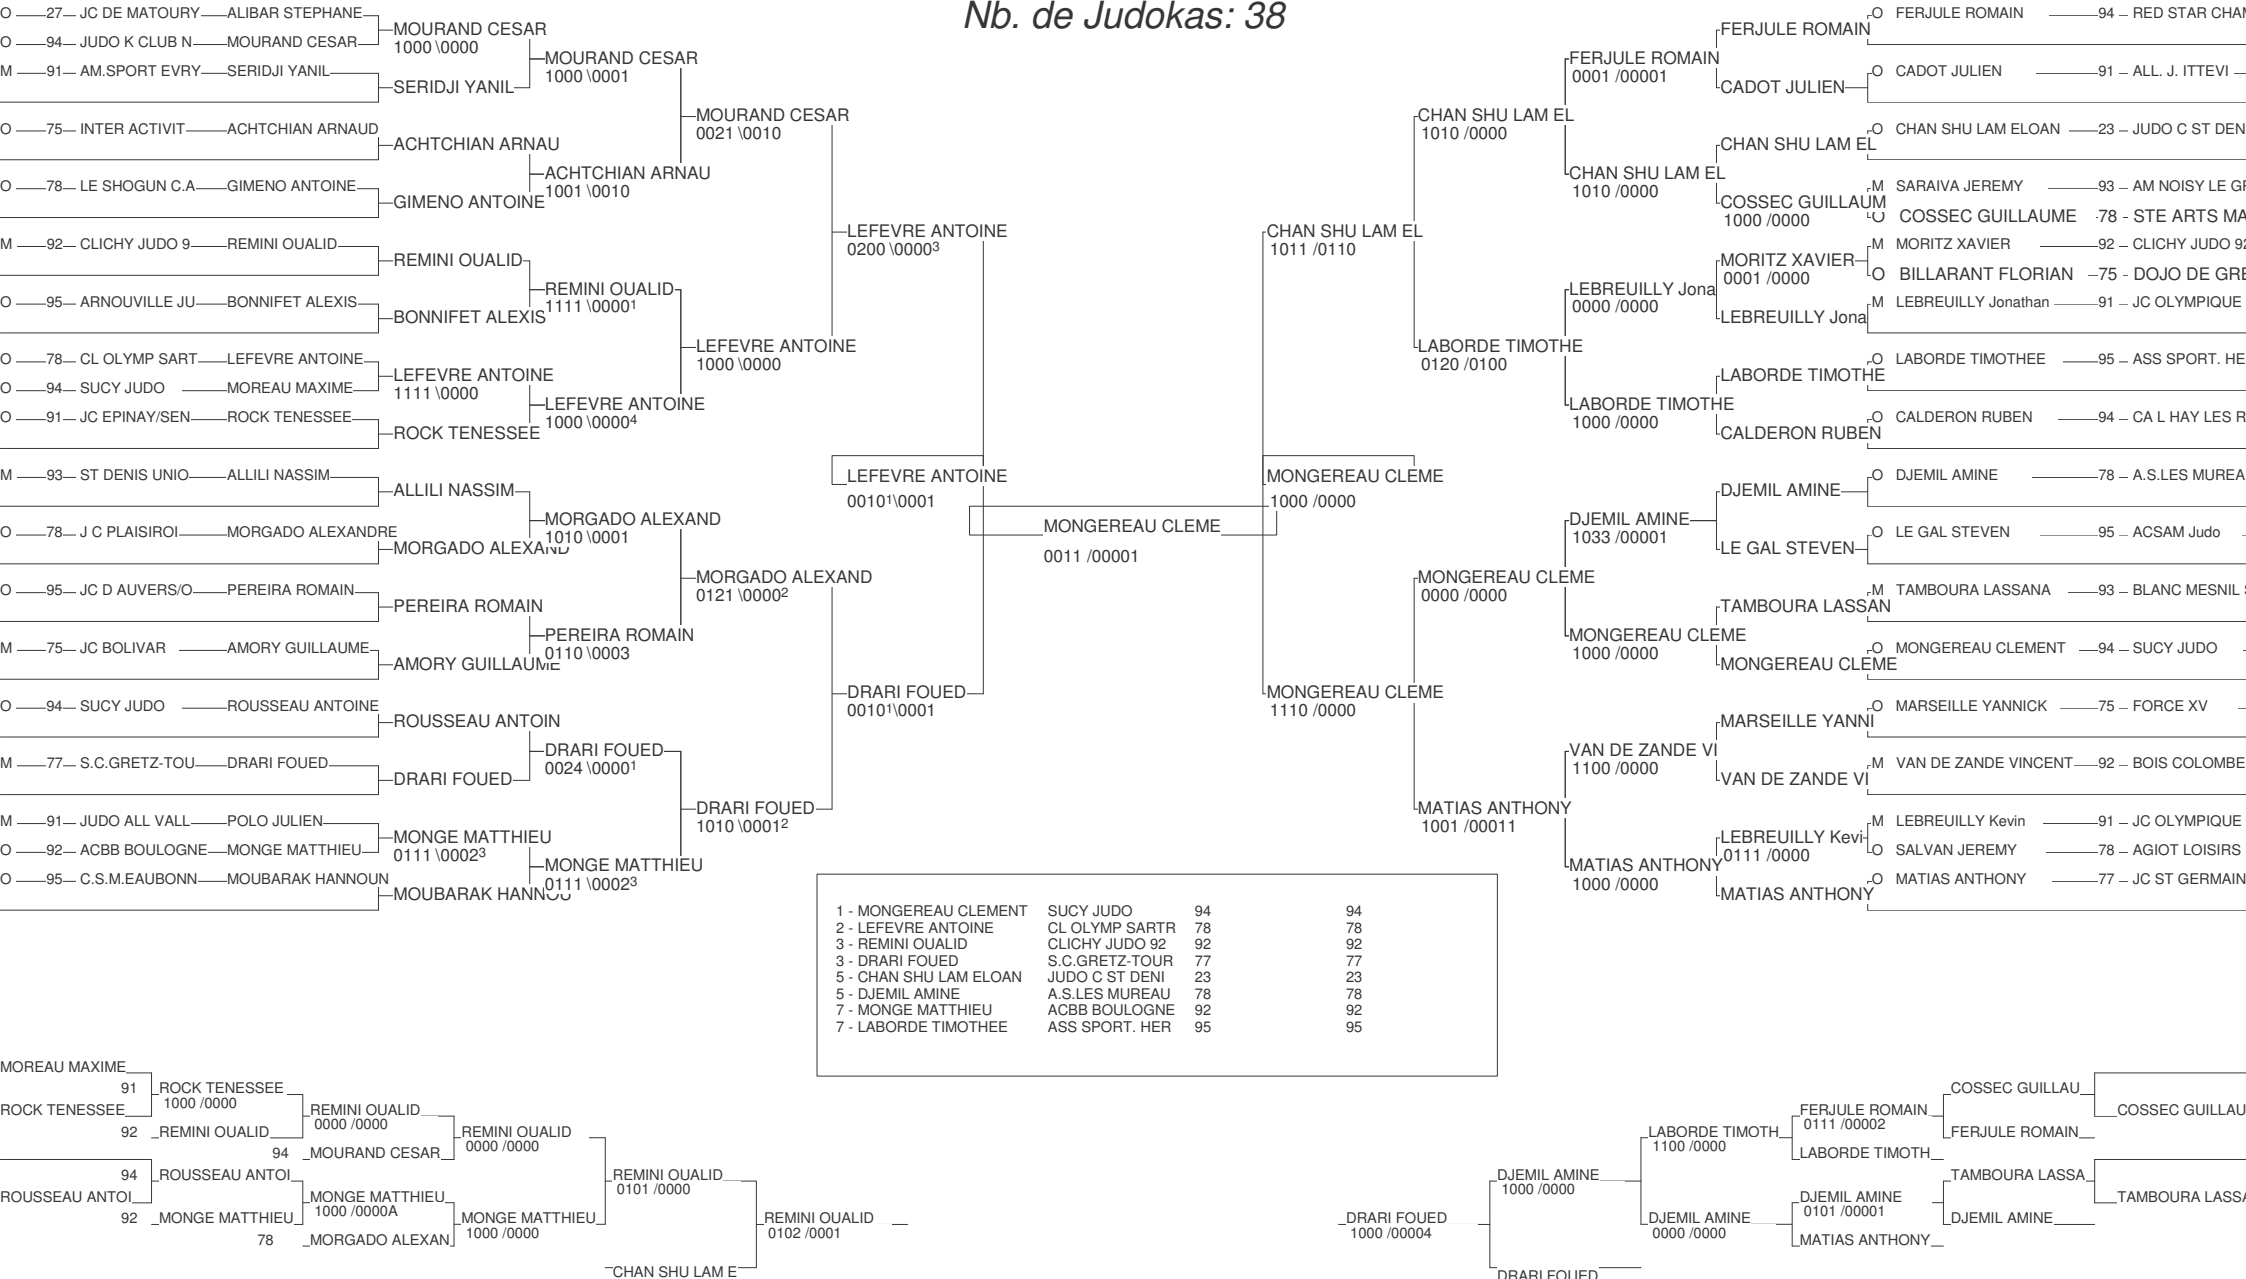 Nb. de Judokas: 38
O 27 JC DE MATOURY ALIBAR STEPHANE
O 94 JUDO K CLUB N MOURAND CESAR
M 91 AM.SPORT EVRY SERIDJI YANIL
O 75 INTER ACTIVIT ACHTCHIAN ARNAUD
O 78 LE SHOGUN C.A GIMENO ANTOINE
M 92 CLICHY JUDO 9 REMINI OUALID
O 95 ARNOUVILLE JU BONNIFET ALEXIS
O 78 CL OLYMP SART LEFEVRE ANTOINE
O 94 SUCY JUDO MOREAU MAXIME
O 91 JC EPINAY/SEN ROCK TENESSEE
M 93 ST DENIS UNIO ALLILI NASSIM
O 78 J C PLAISIROI MORGADO ALEXANDRE
O 95 JC D AUVERS/O PEREIRA ROMAIN
M 75 JC BOLIVAR AMORY GUILLAUME
O 94 SUCY JUDO ROUSSEAU ANTOINE
M 77 S.C.GRETZ-TOU DRARI FOUED
M 91 JUDO ALL VALL POLO JULIEN
O 92 ACBB BOULOGNE MONGE MATTHIEU
O 95 C.S.M.EAUBONN MOUBARAK HANNOUN
MOURAND CESAR
1000 \0000
SERIDJI YANIL
ACHTCHIAN ARNAU
GIMENO ANTOINE
REMINI OUALID
BONNIFET ALEXIS
LEFEVRE ANTOINE
1111 \0000
ROCK TENESSEE
ALLILI NASSIM
MORGADO ALEXAND
PEREIRA ROMAIN
AMORY GUILLAUME
ROUSSEAU ANTOIN
DRARI FOUED
MONGE MATTHIEU
0111 \0002³
MOUBARAK HANNOU
MOURAND CESAR
1000 \0001
ACHTCHIAN ARNAU
1001 \0010
REMINI OUALID
1111 \0000¹
LEFEVRE ANTOINE
1000 \0000⁴
MORGADO ALEXAND
1010 \0001
PEREIRA ROMAIN
0110 \0003
DRARI FOUED
0024 \0000¹
MONGE MATTHIEU
0111 \0002³
MOURAND CESAR
0021 \0010
LEFEVRE ANTOINE
1000 \0000
MORGADO ALEXAND
0121 \0000²
DRARI FOUED
1010 \0001²
LEFEVRE ANTOINE
0200 \0000³
LEFEVRE ANTOINE
0010¹\0001
DRARI FOUED
0010¹\0001
MONGEREAU CLEME
0011 /00001
CHAN SHU LAM EL
1011 /0110
MONGEREAU CLEME
1000 /0000
MONGEREAU CLEME
1110 /0000
CHAN SHU LAM EL
1010 /0000
LABORDE TIMOTHE
0120 /0100
MONGEREAU CLEME
0000 /0000
MATIAS ANTHONY
1001 /00011
FERJULE ROMAIN
0001 /00001
CHAN SHU LAM EL
1010 /0000
LEBREUILLY Jona
0000 /0000
LABORDE TIMOTHE
1000 /0000
DJEMIL AMINE
1033 /00001
MONGEREAU CLEME
1000 /0000
VAN DE ZANDE VI
1100 /0000
MATIAS ANTHONY
1000 /0000
FERJULE ROMAIN
CADOT JULIEN
CHAN SHU LAM EL
COSSEC GUILLAUM
1000 /0000
MORITZ XAVIER
0001 /0000
LEBREUILLY Jona
LABORDE TIMOTHE
CALDERON RUBEN
DJEMIL AMINE
LE GAL STEVEN
TAMBOURA LASSAN
MONGEREAU CLEME
MARSEILLE YANNI
VAN DE ZANDE VI
LEBREUILLY Kevi
0111 /0000
MATIAS ANTHONY
O FERJULE ROMAIN 94 – RED STAR CHAM
O CADOT JULIEN 91 – ALL. J. ITTEVI
O CHAN SHU LAM ELOAN 23 – JUDO C ST DEN
M SARAIVA JEREMY 93 – AM NOISY LE GR
O COSSEC GUILLAUME 78 - STE ARTS MA
M MORITZ XAVIER 92 – CLICHY JUDO 92
O BILLARANT FLORIAN 75 - DOJO DE GRE
M LEBREUILLY Jonathan 91 – JC OLYMPIQUE
O LABORDE TIMOTHEE 95 – ASS SPORT. HE
O CALDERON RUBEN 94 – CA L HAY LES R
O DJEMIL AMINE 78 – A.S.LES MUREA
O LE GAL STEVEN 95 – ACSAM Judo
M TAMBOURA LASSANA 93 – BLANC MESNIL
O MONGEREAU CLEMENT 94 – SUCY JUDO
O MARSEILLE YANNICK 75 – FORCE XV
M VAN DE ZANDE VINCENT 92 – BOIS COLOMBE
M LEBREUILLY Kevin 91 – JC OLYMPIQUE
O SALVAN JEREMY 78 – AGIOT LOISIRS
O MATIAS ANTHONY 77 – JC ST GERMAIN
1 - MONGEREAU CLEMENT SUCY JUDO 94 94
2 - LEFEVRE ANTOINE CL OLYMP SARTR 78 78
3 - REMINI OUALID CLICHY JUDO 92 92 92
3 - DRARI FOUED S.C.GRETZ-TOUR 77 77
5 - CHAN SHU LAM ELOAN JUDO C ST DENI 23 23
5 - DJEMIL AMINE A.S.LES MUREAU 78 78
7 - MONGE MATTHIEU ACBB BOULOGNE 92 92
7 - LABORDE TIMOTHEE ASS SPORT. HER 95 95
MOREAU MAXIME
91
ROCK TENESSEE
92
94
ROUSSEAU ANTOI
92
ROCK TENESSEE
1000 /0000
REMINI OUALID
94
ROUSSEAU ANTOI
MONGE MATTHIEU
78
REMINI OUALID
0000 /0000
MOURAND CESAR
MONGE MATTHIEU
1000 /0000A
MORGADO ALEXAN
REMINI OUALID
0000 /0000
MONGE MATTHIEU
1000 /0000
REMINI OUALID
0101 /0000
CHAN SHU LAM E
REMINI OUALID
0102 /0001
DRARI FOUED
1000 /00004
DJEMIL AMINE
1000 /0000
DRARI FOUED
LABORDE TIMOTH
1100 /0000
DJEMIL AMINE
0000 /0000
FERJULE ROMAIN
0111 /00002
LABORDE TIMOTH
DJEMIL AMINE
0101 /00001
MATIAS ANTHONY
COSSEC GUILLAU
FERJULE ROMAIN
TAMBOURA LASSA
DJEMIL AMINE
COSSEC GUILLAU
TAMBOURA LASSA